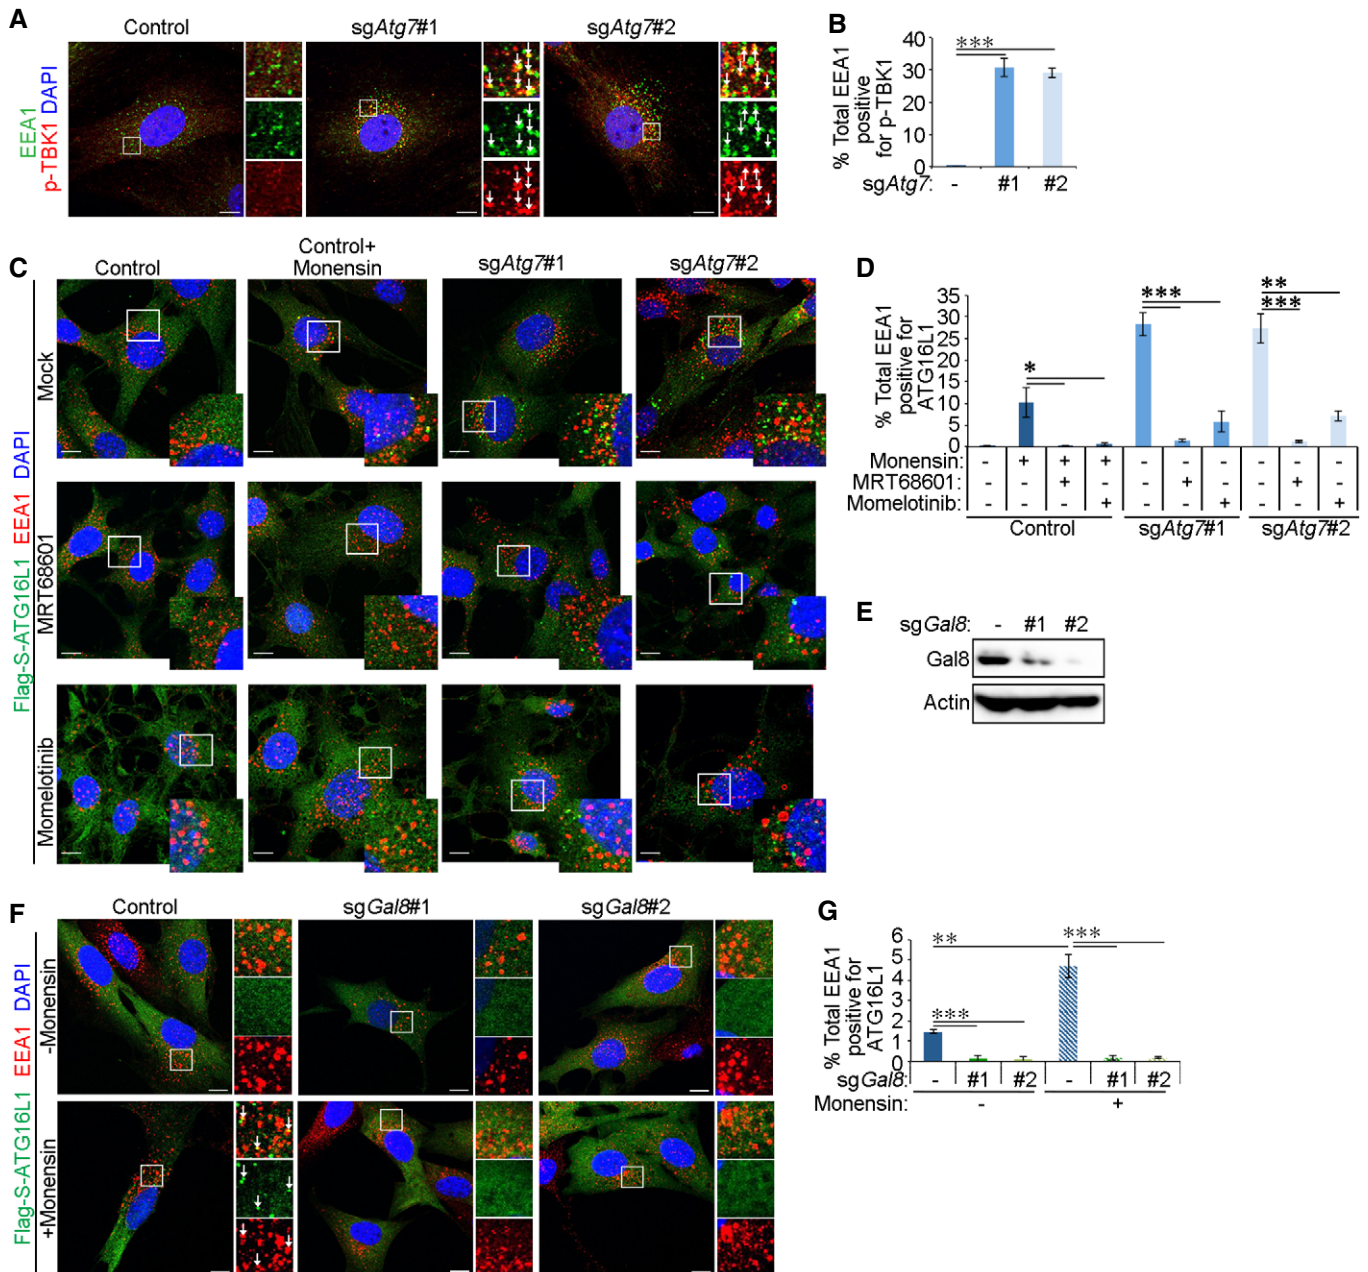 A
Control
sgAtg7#1
sgAtg7#2
EEA1
p-TBK1 DAPI
B
% Total EEA1
positive
for p-TBK1
40
30
20
10
0
***
sgAtg7: - #1 #2
C
Control
Control+
Monensin
sgAtg7#1
sgAtg7#2
Flag-S-ATG16L1 EEA1 DAPI
Mock
MRT68601
Momelotinib
D
% Total EEA1
positive for
ATG16L1
35
30
25
20
15
10
5
0
*
***
**
***
Monensin: - + + + - - - - - -
MRT68601: - - + - - + - - + -
Momelotinib: - - - + - - + - - +
Control
sgAtg7#1
sgAtg7#2
E
sgGal8: - #1 #2
Gal8
Actin
F
Control
sgGal8#1
sgGal8#2
Flag-S-ATG16L1 EEA1 DAPI
-Monensin
+Monensin
G
% Total EEA1
positive for
ATG16L1
6
5
4
3
2
1
0
**
***
***
sgGal8: - #1 #2 - #1 #2
Monensin: - +